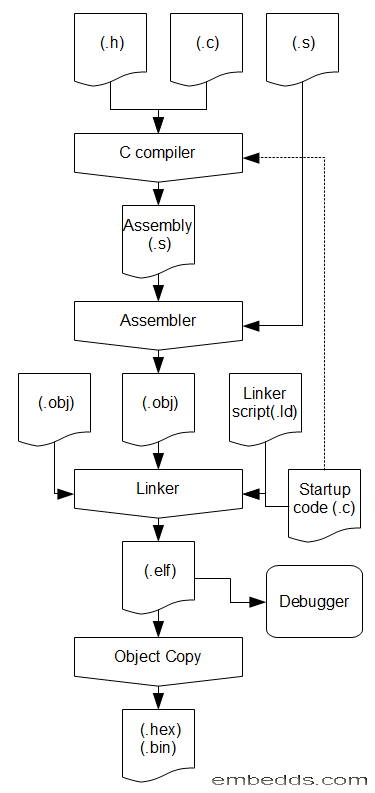 (.h)
(.c)
(.s)
C compiler
Assembly
(.s)
Assembler
(.obj)
(.obj)
Linker
script(.ld)
Linker
Startup
code (.c)
(.elf)
Debugger
Object Copy
(.hex)
(.bin)
embedds.com